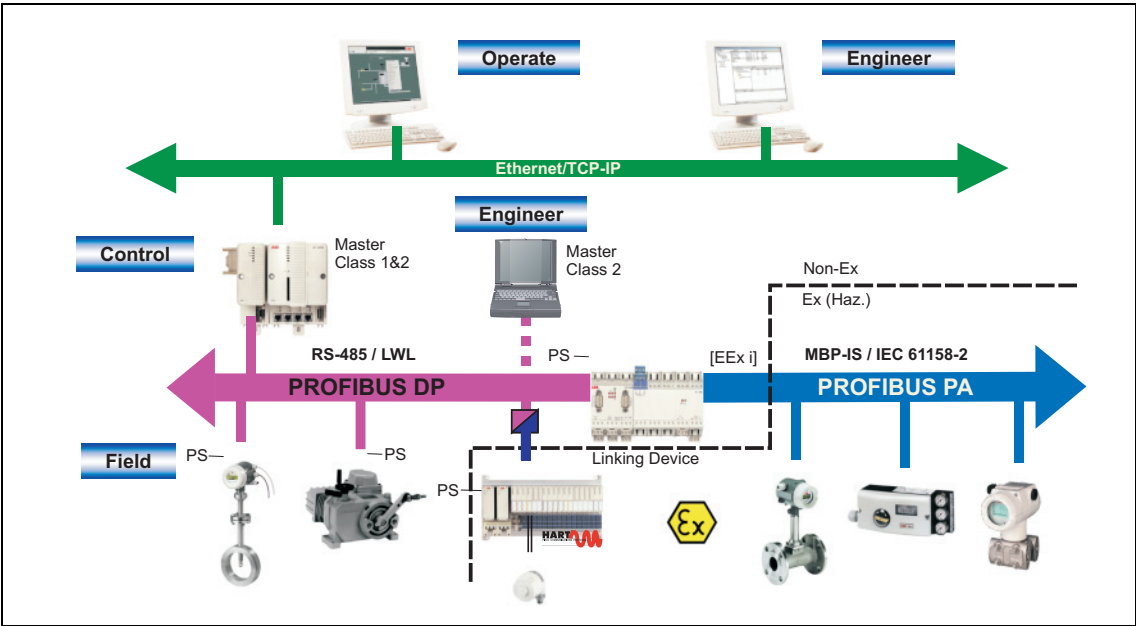 Operate
Engineer
Ethernet/TCP-IP
Engineer
Control
Master
Class 1&2
Master
Class 2
Non-Ex
Ex (Haz.)
RS-485 / LWL
PS
[EEx i]
MBP-IS / IEC 61158-2
PROFIBUS DP
PROFIBUS PA
Field
PS
PS
Linking Device
PS
HART
Ex